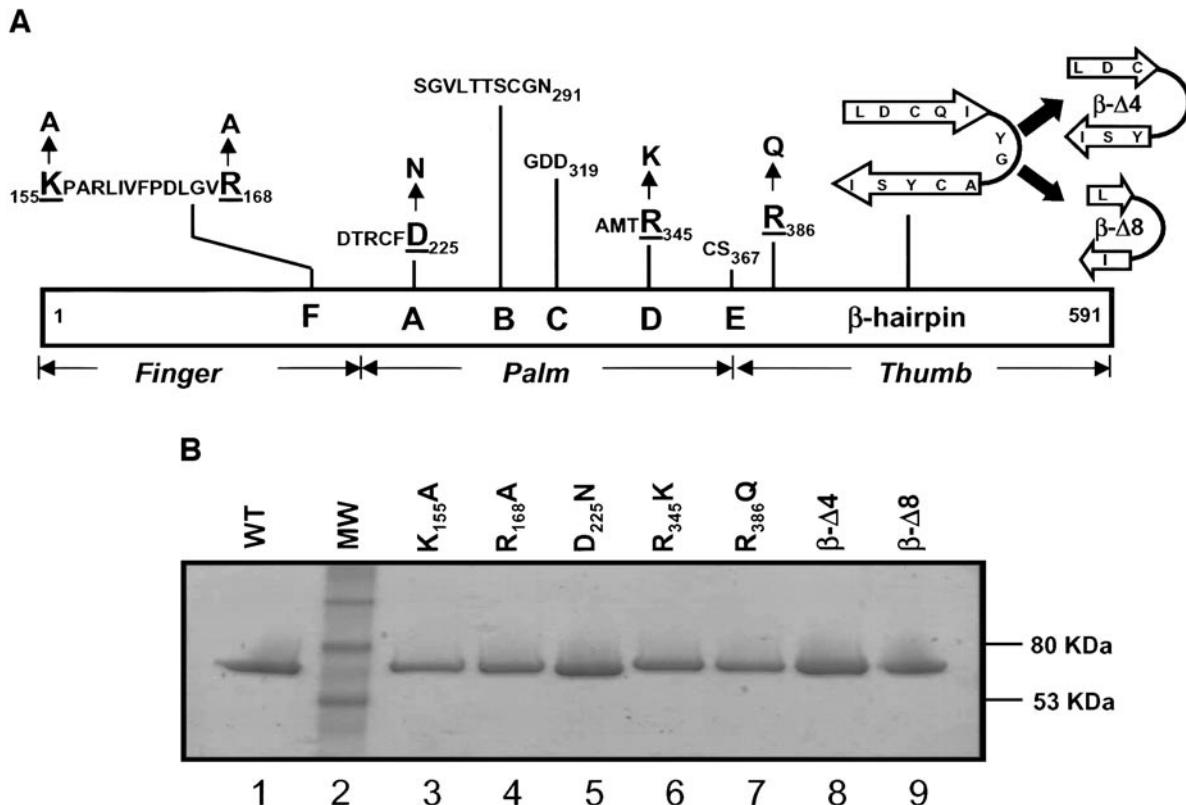 A
A A
155KPARLIVFPDLGVR168
N
DTRCFD225
SGVLTTSCGN291
GDD319
K
AMTR345
CS367
Q
R386
L D C Q I
Y
G
I S Y C A
L D C
β-Δ4
I S Y
L
β-Δ8
I
1 F A B C D E β-hairpin 591
Finger Palm Thumb
B
WT MW K155A R168A D225N R345K R386Q β-Δ4 β-Δ8
80 KDa
53 KDa
1 2 3 4 5 6 7 8 9